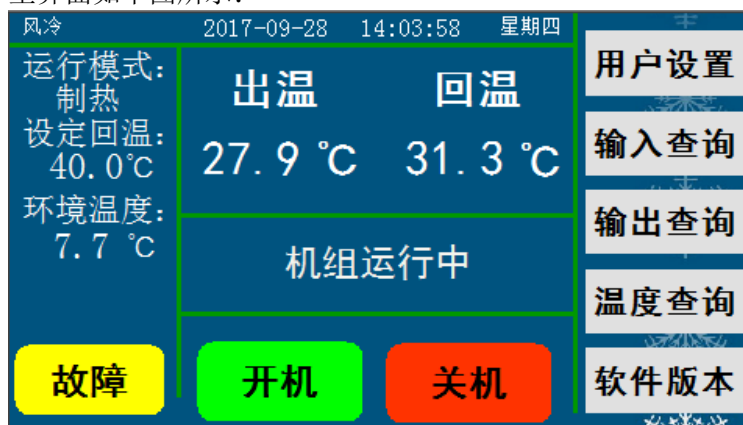 风冷 2017-09-28 14:03:58 星期四
运行模式:
制热
设定回温:
40.0℃
环境温度:
7.7 ℃
出温 回温
27.9 ℃ 31.3 ℃
机组运行中
故障 开机 关机
用户设置
输入查询
输出查询
温度查询
软件版本